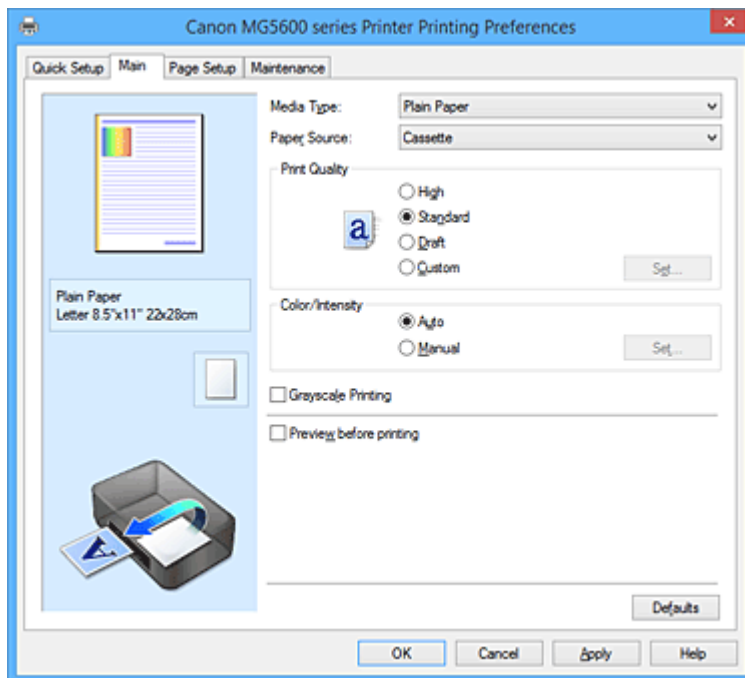 Canon MG5600 series Printer Printing Preferences
Quick Setup Main Page Setup Maintenance
Media Type: Plain Paper
Paper Source: Cassette
Print Quality
High
a Standard
Draft
Custom Set...
Plain Paper
Letter 8.5"x11" 22x28cm
Color/Intensity
Auto
Manual Set...
Grayscale Printing
Preview before printing
A
Defaults
OK Cancel Apply Help